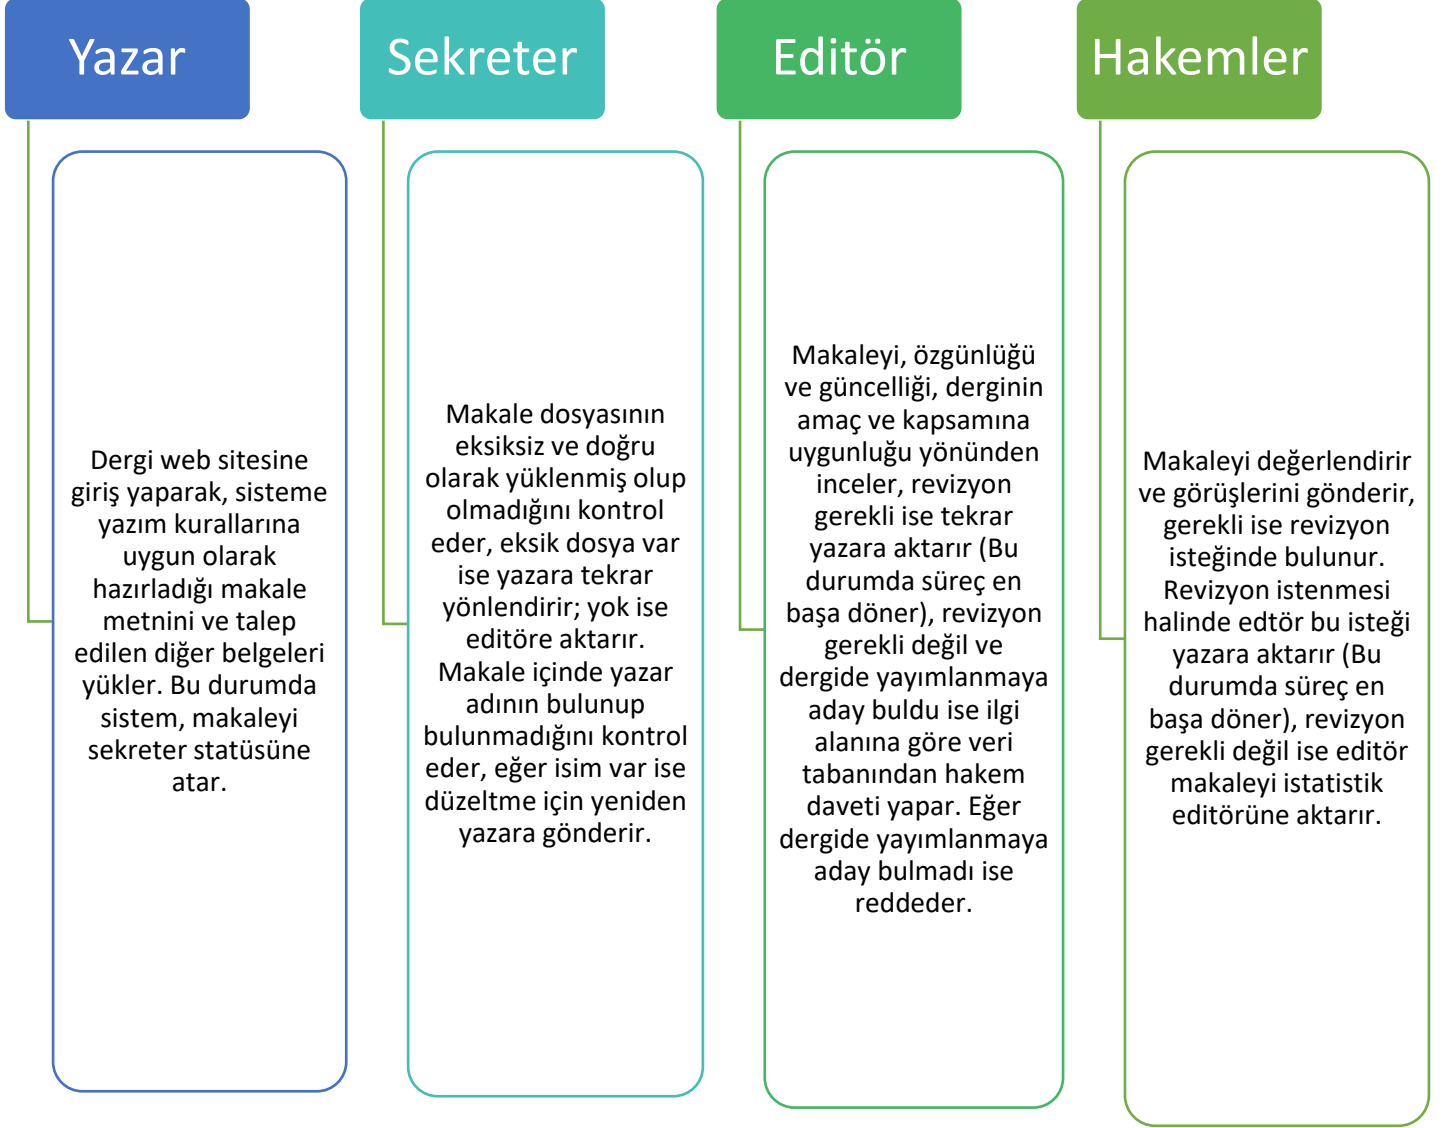 Yazar
Dergi web sitesine
giriş yaparak, sisteme
yazım kurallarına
uygun olarak
hazırladığı makale
metnini ve talep
edilen diğer belgeleri
yükler. Bu durumda
sistem, makaleyi
sekreter statüsüne
atar.
Sekreter
Makale dosyasının
eksiksiz ve doğru
olarak yüklenmiş olup
olmadığını kontrol
eder, eksik dosya var
ise yazara tekrar
yönlendirir; yok ise
editöre aktarır.
Makale içinde yazar
adının bulunup
bulunmadığını kontrol
eder, eğer isim var ise
düzeltme için yeniden
yazara gönderir.
Editör
Makaleyi, özgünlüğü
ve güncelliği, derginin
amaç ve kapsamına
uygunluğu yönünden
inceler, revizyon
gerekli ise tekrar
yazara aktarır (Bu
durumda süreç en
başa döner), revizyon
gerekli değil ve
dergide yayımlanmaya
aday buldu ise ilgi
alanına göre veri
tabanından hakem
daveti yapar. Eğer
dergide yayımlanmaya
aday bulmadı ise
reddeder.
Hakemler
Makaleyi değerlendirir
ve görüşlerini gönderir,
gerekli ise revizyon
isteğinde bulunur.
Revizyon istenmesi
halinde edtör bu isteği
yazara aktarır (Bu
durumda süreç en
başa döner), revizyon
gerekli değil ise editör
makaleyi istatistik
editörüne aktarır.